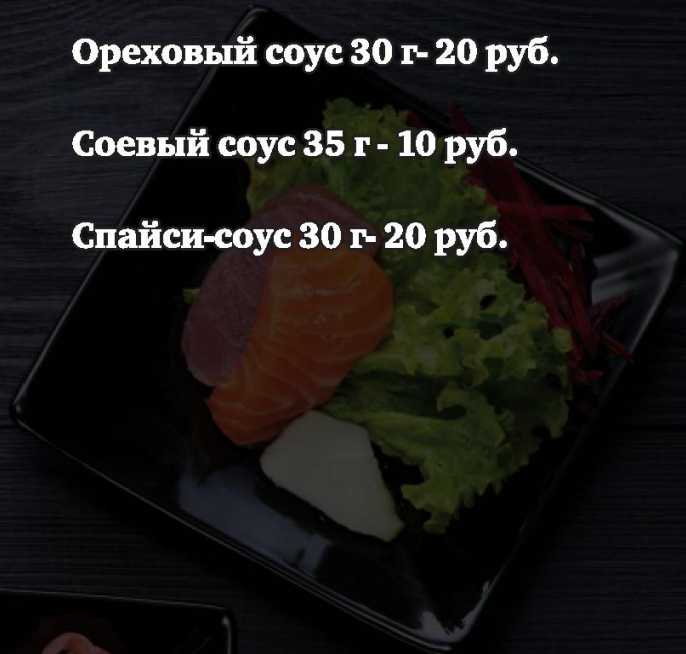 Ореховый соус 30 г- 20 руб.
Соевый соус 35 г - 10 руб.
Спайси-соус 30 г- 20 руб.